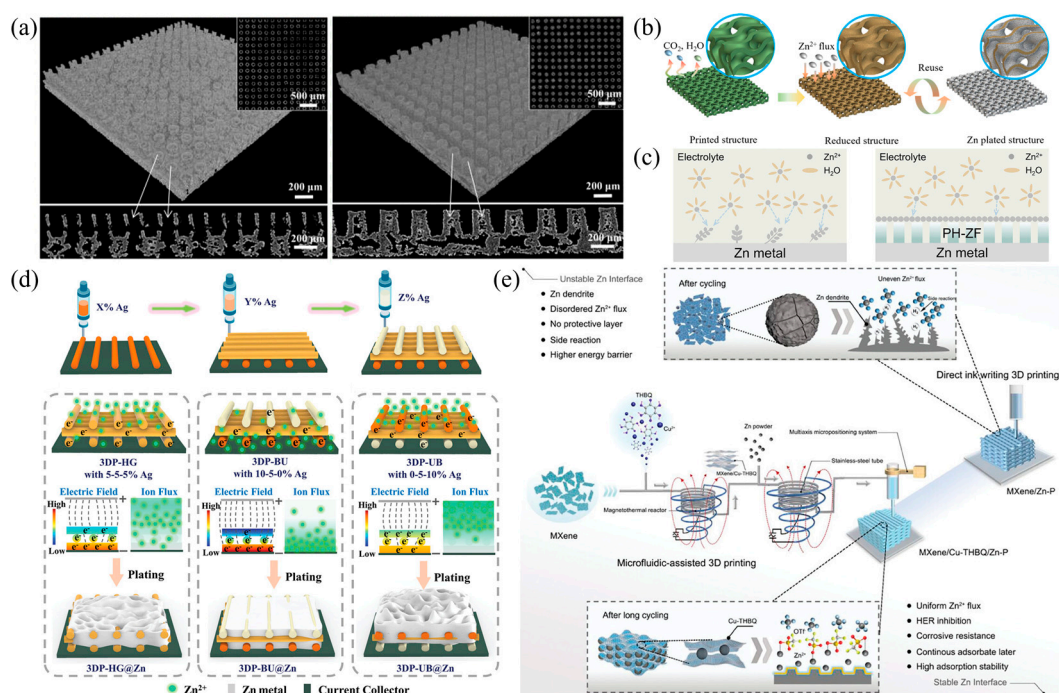 (a)
500 µm
200 µm
200 µm
500 µm
200 µm
200 µm
(b)
CO2, H2O
Zn²⁺ flux
Reuse
Printed structure
Reduced structure
Zn plated structure
(c)
Electrolyte
Zn²⁺
H2O
Zn metal
Electrolyte
Zn²⁺
H2O
PH-ZF
Zn metal
(d)
X% Ag
Y% Ag
Z% Ag
e⁻ e⁻ e⁻
e⁻ e⁻
3DP-HG
with 5-5-5% Ag
3DP-BU
with 10-5-0% Ag
3DP-UB
with 0-5-10% Ag
Electric Field
Ion Flux
High
Low
Electric Field
Ion Flux
High
Low
Electric Field
Ion Flux
High
Low
Plating
Plating
Plating
3DP-HG@Zn
3DP-BU@Zn
3DP-UB@Zn
Zn²⁺
Zn metal
Current Collector
(e)
Unstable Zn Interface
Zn dendrite
Disordered Zn²⁺ flux
No protective layer
Side reaction
Higher energy barrier
After cycling
Uneven Zn²⁺ flux
Zn dendrite
Side reaction
Direct ink writing 3D printing
THBQ
Cu²⁺
Zn powder
MXene/Cu-THBQ
Stainless-steel tube
Multiaxis micropositioning system
Magnetothermal reactor
MXene
Microfluidic-assisted 3D printing
MXene/Zn-P
MXene/Cu-THBQ/Zn-P
After long cycling
Cu-THBQ
OTf
Zn²⁺
Uniform Zn²⁺ flux
HER inhibition
Corrosive resistance
Continous adsorbate later
High adsorption stability
Stable Zn Interface